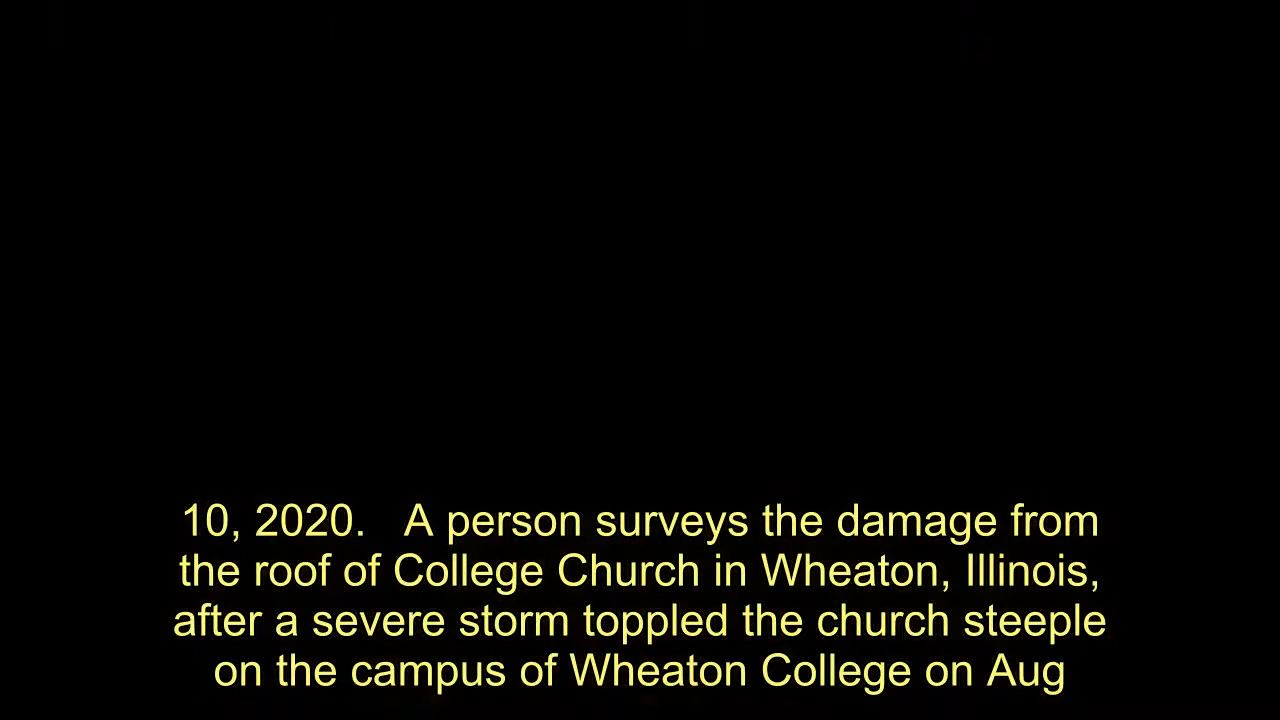 10, 2020.   A person surveys the damage from
the roof of College Church in Wheaton, Illinois,
after a severe storm toppled the church steeple
on the campus of Wheaton College on Aug